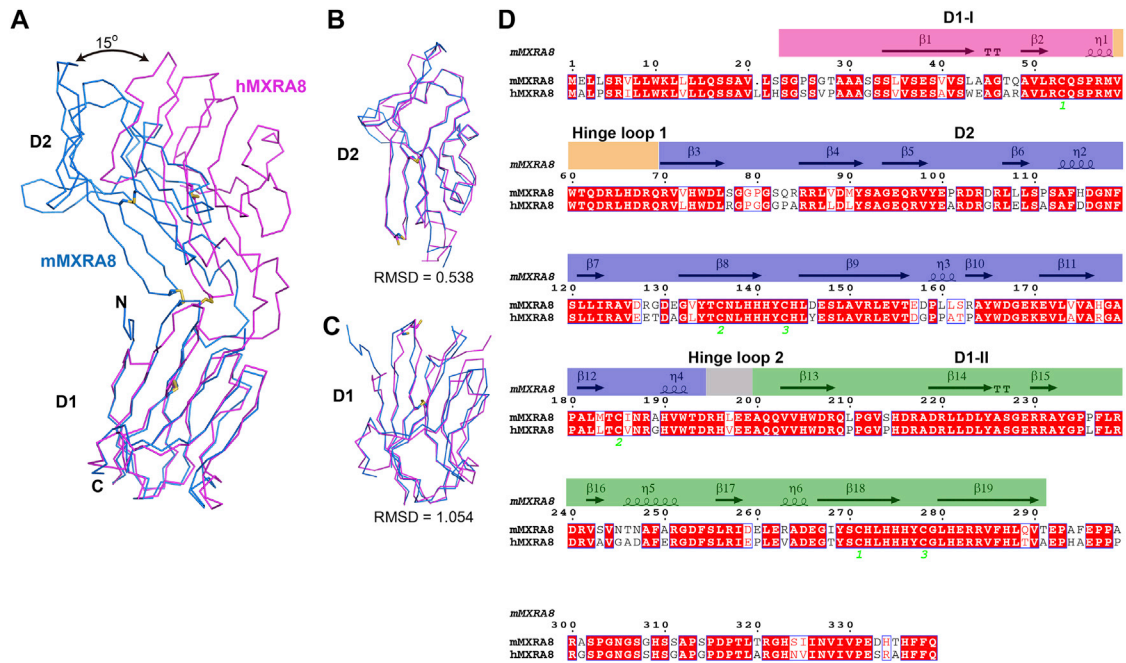 A
15°
hMXRA8
D2
mMXRA8
N
D1
C
B
D2
RMSD = 0.538
C
D1
RMSD = 1.054
D
D1-I
mMXRA8 β1 TT β2 η1
1 10 20 30 40 50
mMXRA8 MELLSRVLLWKLLLLQSSAVLLSSGPSGTAAASSSLVSESVVSLAAGTQAVLRCQSPRMV
hMXRA8 MALPSRILLWKLVLLQSSAVLLHSGSSVPAAAGSSVVSESAVSWEAGARAVLRCQSPRMV
1
Hinge loop 1 D2
mMXRA8 β3 β4 β5 β6 η2
60 70 80 90 100 110
mMXRA8 WTQDRLHDRQRVVHWDLSGGPGSQRRRLVDMYSAGEQRVYEPRDRDRLLLSPSAFHDGNF
hMXRA8 WTQDRLHDRQRVLHWDLRGPGGGPARRLLDLYSAGEQRVYEARDRGRLELSASAFDDGNF
mMXRA8 β7 β8 β9 η3 β10 β11
120 130 140 150 160 170
mMXRA8 SLLIRAVDRGDEGVYTCNLHHHYCHLDESLAVRLEVTEDPLLSRAYWDGEKEVLVVAHGA
hMXRA8 SLLIRAVEETDAGLYTCNLHHHYCHLYESLAVRLEVTDGPPATPAYWDGEKEVLAVARGA
2 3
Hinge loop 2 D1-II
mMXRA8 β12 η4 β13 β14 TT β15
180 190 200 210 220 230
mMXRA8 PALMTCINRAHVWTDRHLEEAQQVVHWDRQLPGVSHDRADRLLDLYASGERRAYGPPFLR
hMXRA8 PALLTCVNRGHVWTDRHVEEAQQVVHWDRQPPGVPHDRADRLLDLYASGERRAYGPLFLR
2
mMXRA8 β16 η5 β17 η6 β18 β19
240 250 260 270 280 290
mMXRA8 DRVSVNTNAFARGDFSLRIDELERADEGIYSCHLHHHYCGLHERRVFHLQVTEPAFEPPA
hMXRA8 DRVAVGADAFERGDFSLRIEPLEVADEGTYSCHLHHHYCGLHERRVFHLTVAEPHAEPPP
1 3
mMXRA8
300 310 320 330
mMXRA8 RASPGNGSGHSSAPSPDPTLTRGHSIINVIVPEDHTHFFQ
hMXRA8 RGSPGNGSSHSGAPGPDPTLARGHNVINVIVPESRAHFFQ